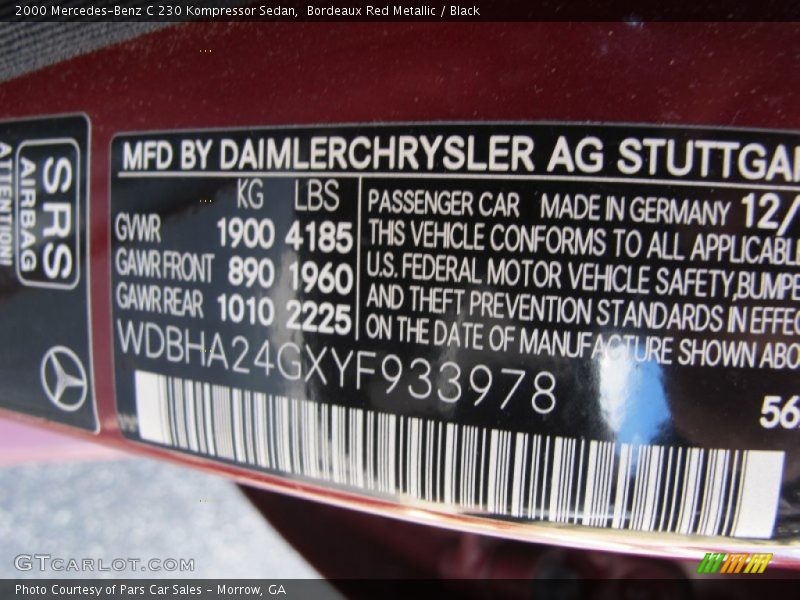 2000 Mercedes-Benz C 230 Kompressor Sedan, Bordeaux Red Metallic / Black
ATTENTION!
SRS
AIRBAG
MFD BY DAIMLERCHRYSLER AG STUTTGA
KG LBS
GVWR 1900 4185
GAWR FRONT 890 1960
GAWR REAR 1010 2225
PASSENGER CAR MADE IN GERMANY 12/
THIS VEHICLE CONFORMS TO ALL APPLICABL
U.S. FEDERAL MOTOR VEHICLE SAFETY, BUMPE
AND THEFT PREVENTION STANDARDS IN EFFEC
ON THE DATE OF MANUFACTURE SHOWN ABO
WDBHA24GXYF933978
56
GTCARLOT.COM
Photo Courtesy of Pars Car Sales - Morrow, GA